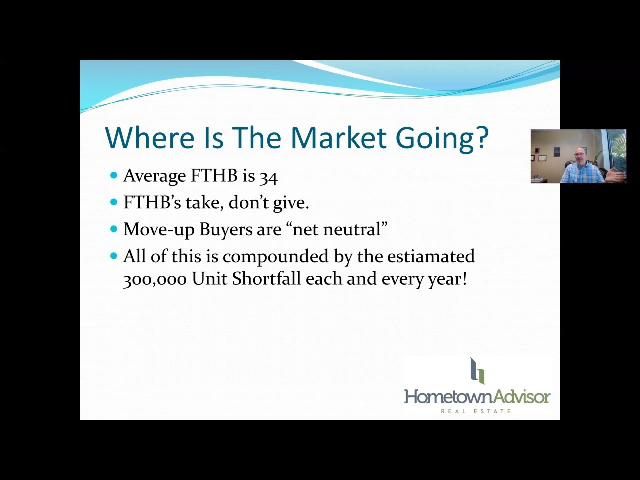 Where Is The Market Going?
Average FTHB is 34
FTHB's take, don't give.
Move-up Buyers are “net neutral”
All of this is compounded by the estiamated
300,000 Unit Shortfall each and every year!
HometownAdvisor
REAL ESTATE